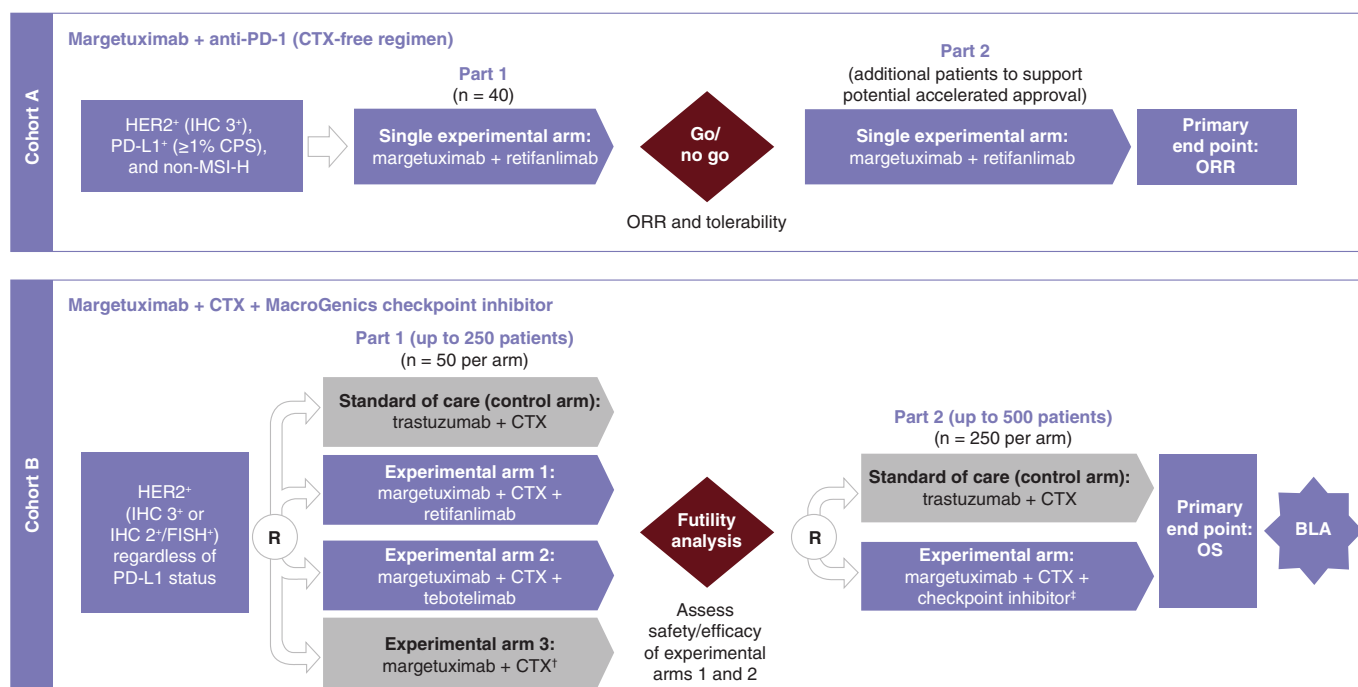 Cohort A
Margetuximab + anti-PD-1 (CTX-free regimen)
HER2⁺ (IHC 3⁺),
PD-L1⁺ (≥1% CPS),
and non-MSI-H
Part 1
(n = 40)
Single experimental arm:
margetuximab + retifanlimab
Go/
no go
ORR and tolerability
Part 2
(additional patients to support
potential accelerated approval)
Single experimental arm:
margetuximab + retifanlimab
Primary
end point:
ORR
Cohort B
Margetuximab + CTX + MacroGenics checkpoint inhibitor
HER2⁺
(IHC 3⁺ or
IHC 2⁺/FISH⁺)
regardless of
PD-L1 status
R
Part 1 (up to 250 patients)
(n = 50 per arm)
Standard of care (control arm):
trastuzumab + CTX
Experimental arm 1:
margetuximab + CTX +
retifanlimab
Experimental arm 2:
margetuximab + CTX +
tebotelimab
Experimental arm 3:
margetuximab + CTX†
Futility
analysis
Assess
safety/efficacy
of experimental
arms 1 and 2
R
Part 2 (up to 500 patients)
(n = 250 per arm)
Standard of care (control arm):
trastuzumab + CTX
Experimental arm:
margetuximab + CTX +
checkpoint inhibitor‡
Primary
end point:
OS
BLA